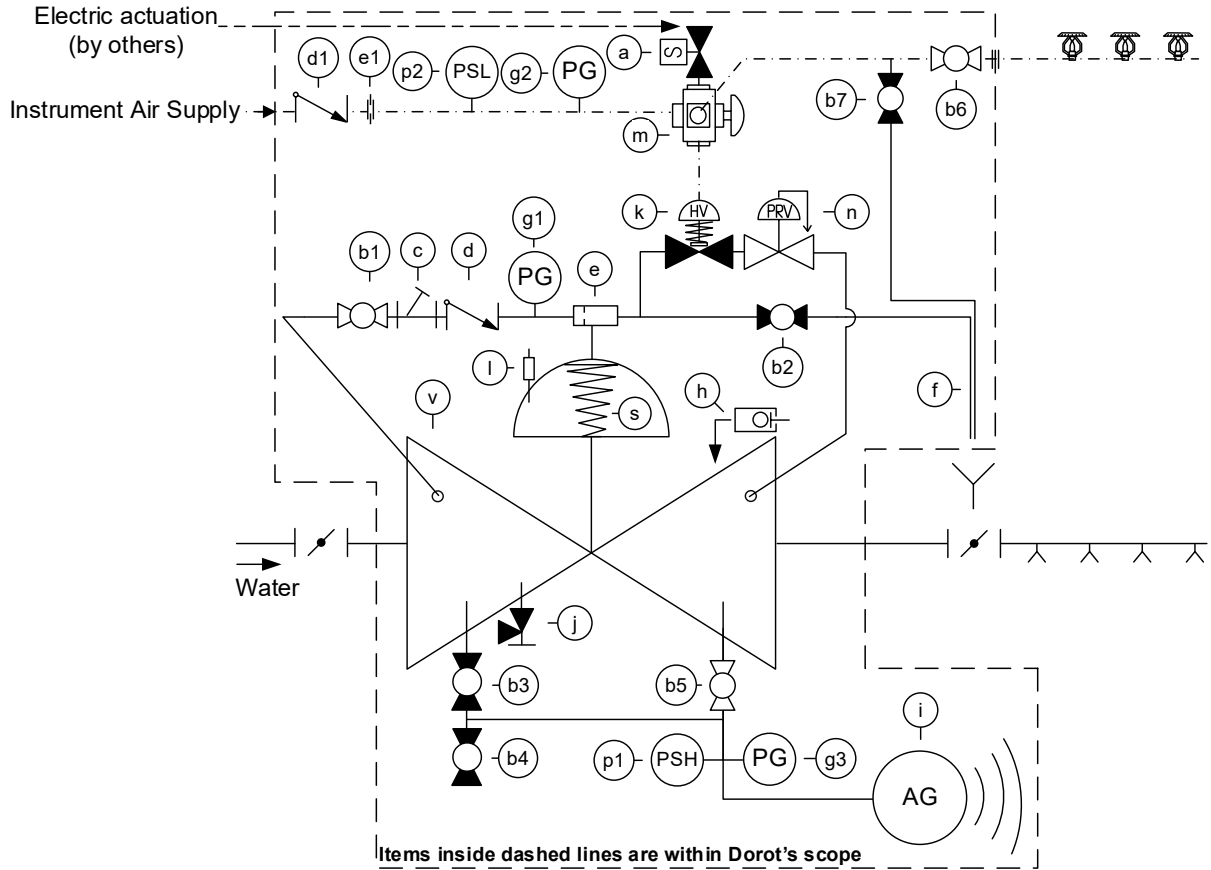 Electric actuation
(by others)
a
S
d1
e1
p2
PSL
g2
PG
b7
b6
Instrument Air Supply
m
k
HV
PRV
n
g1
b1
c
d
PG
e
l
b2
v
s
h
f
Water
j
b3
b5
i
b4
p1
PSH
PG
g3
AG
Items inside dashed lines are within Dorot's scope